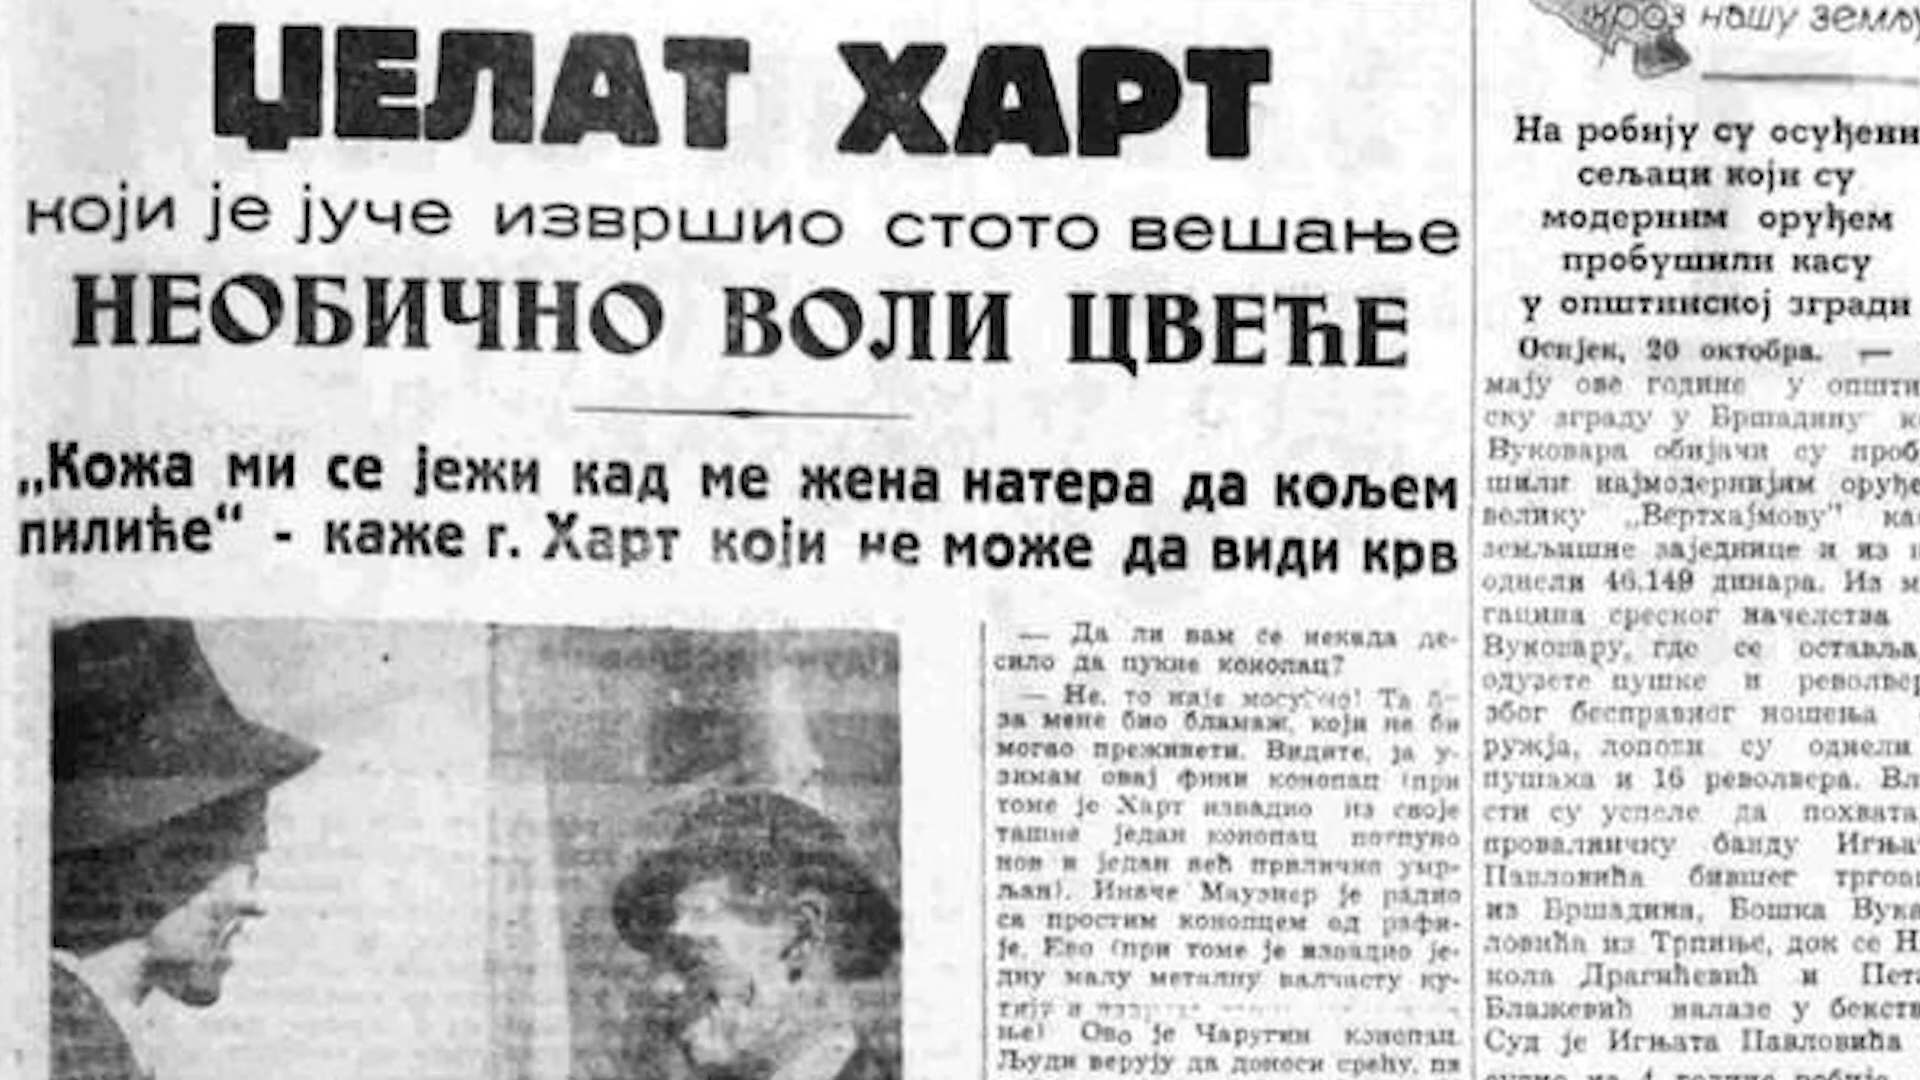 ЏЕЛАТ ХАРТ
који је јуче извршио стото вешање
НЕОБИЧНО ВОЛИ ЦВЕЋЕ
„Кожа ми се јежи кад ме жена натера да кољем
пилиће“ - каже г. Харт који не може да види крв
— Да ли вам се некада де-
сило да пукне конопац?
— Не, то није могућно! Та
за мене био бламаж, који не би
могао преживети. Видите, ја у-
зимам овај фини конопац (при
томе је Харт извадио из своје
ташне један конопац потпуно
нов и један већ прилично умр-
љан). Иначе Маузнер је радио
са простим конопцем од рафи-
је. Ево (при томе је извадио је-
дну малу металну ваљчасту ку-
тију и
ње) Ово је Чаругин конопац.
Људи верују да доноси срећу, па
кроз нашу земљу
На робију су осуђени
сељаци који су
модерним оруђем
пробушили касу
у општинској згради
Осијек, 20 октобра. —
мају ове године у општи
ску зграду у Бршадину
Вуковара обијачи су проб
шили најмодернијим оруђе
велику „Вертхајмову”
земљишне заједнице и из
однели 46.149 динара. Из
гацина среског начелства
Вуковару, где се оставља
одузете пушке и револвер
због бесправног ношења
ружја, лопови су однели
пушака и 16 револвера. Вл
сти су успеле да похвата
провалничку банду Игња
Павловића бившег тргов
из Бршадина, Бошка Вука
ловића из Трпиње, док се Н
кола Драгићевић и Пета
Блажевић налазе у бекств
Суд је Игњата Павловића